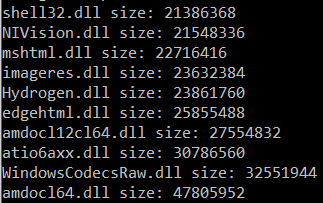 shell32.dll size: 21386368
NIVision.dll size: 21548336
mshtml.dll size: 22716416
imageres.dll size: 23632384
Hydrogen.dll size: 23861760
edgehtml.dll size: 25855488
amdocl12cl64.dll size: 27554832
atio6axx.dll size: 30786560
WindowsCodecsRaw.dll size: 32551944
amdocl64.dll size: 47805952